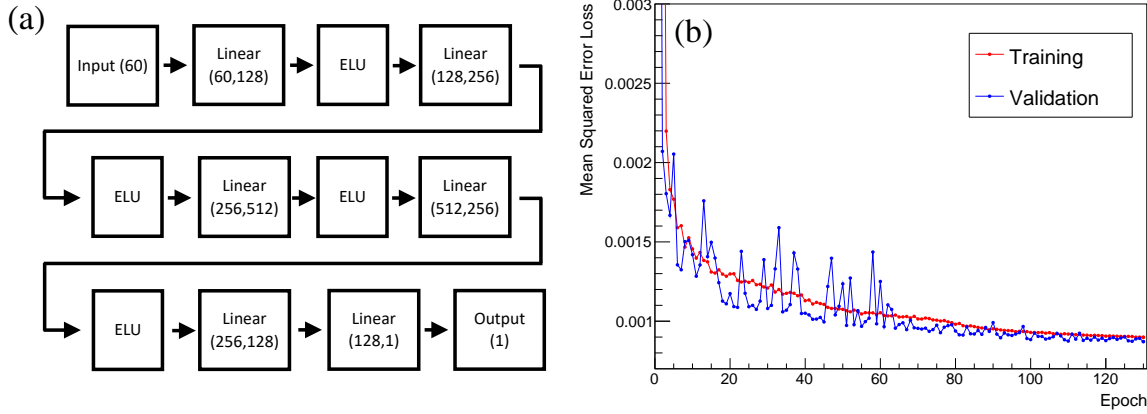 (a)
Input (60)
Linear
(60,128)
ELU
Linear
(128,256)
ELU
Linear
(256,512)
ELU
Linear
(512,256)
ELU
Linear
(256,128)
Linear
(128,1)
Output
(1)
(b)
Mean Squared Error Loss
0.003
0.0025
0.002
0.0015
0.001
Training
Validation
0 20 40 60 80 100 120
Epoch